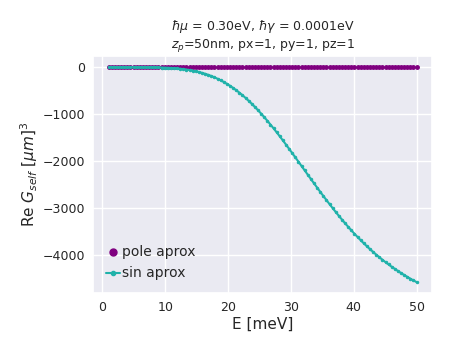 ℏμ = 0.30eV, ℏγ = 0.0001eV
z_p=50nm, px=1, py=1, pz=1
Re G_self [μm]^3
0
−1000
−2000
−3000
−4000
pole aprox
sin aprox
0 10 20 30 40 50
E [meV]